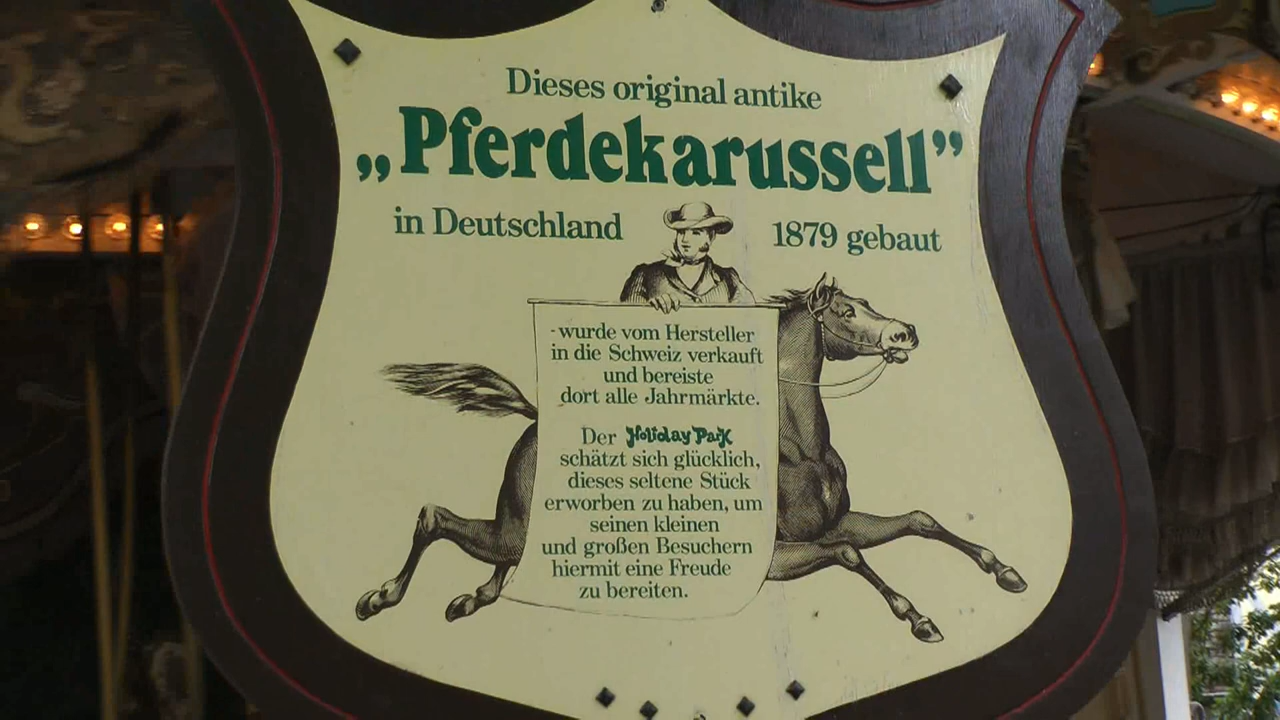 Dieses original antike
„Pferdekarussell”
in Deutschland 1879 gebaut
- wurde vom Hersteller
in die Schweiz verkauft
und bereiste
dort alle Jahrmärkte.
Der Holiday Park
schätzt sich glücklich,
dieses seltene Stück
erworben zu haben, um
seinen kleinen
und großen Besuchern
hiermit eine Freude
zu bereiten.